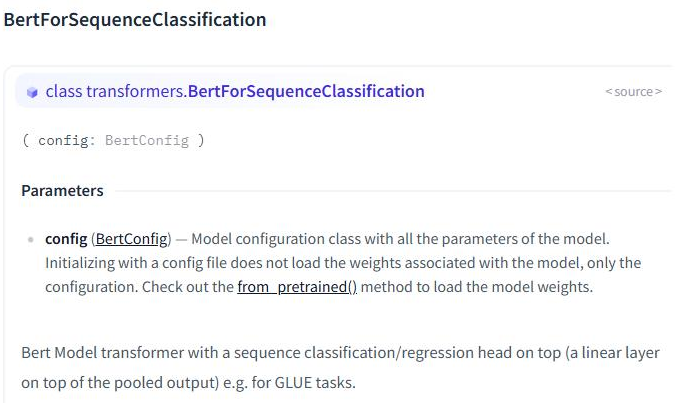 BertForSequenceClassification
class transformers.BertForSequenceClassification
<source>
( config: BertConfig )
Parameters
config (BertConfig) — Model configuration class with all the parameters of the model.
Initializing with a config file does not load the weights associated with the model, only the
configuration. Check out the from_pretrained() method to load the model weights.
Bert Model transformer with a sequence classification/regression head on top (a linear layer
on top of the pooled output) e.g. for GLUE tasks.